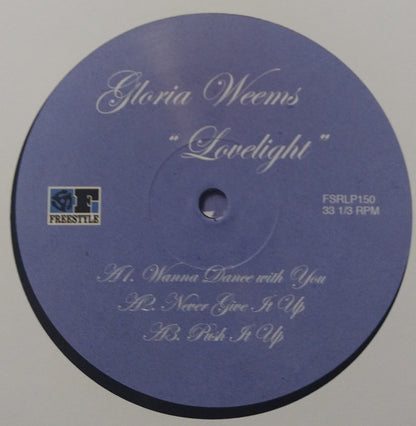 Gloria Weems
"Lovelight"
FREESTYLE
FSRLP150
33 1/3 RPM
A1. Wanna Dance with You
A2. Never Give It Up
A3. Push It Up